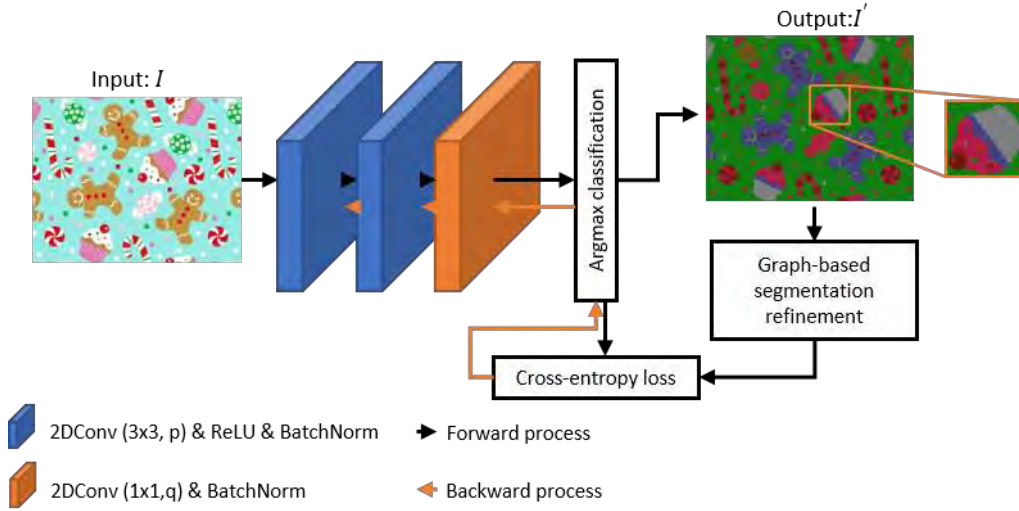 Input: I
Output:I′
Argmax classification
Graph-based
segmentation
refinement
Cross-entropy loss
2DConv (3x3, p) & ReLU & BatchNorm
Forward process
2DConv (1x1,q) & BatchNorm
Backward process